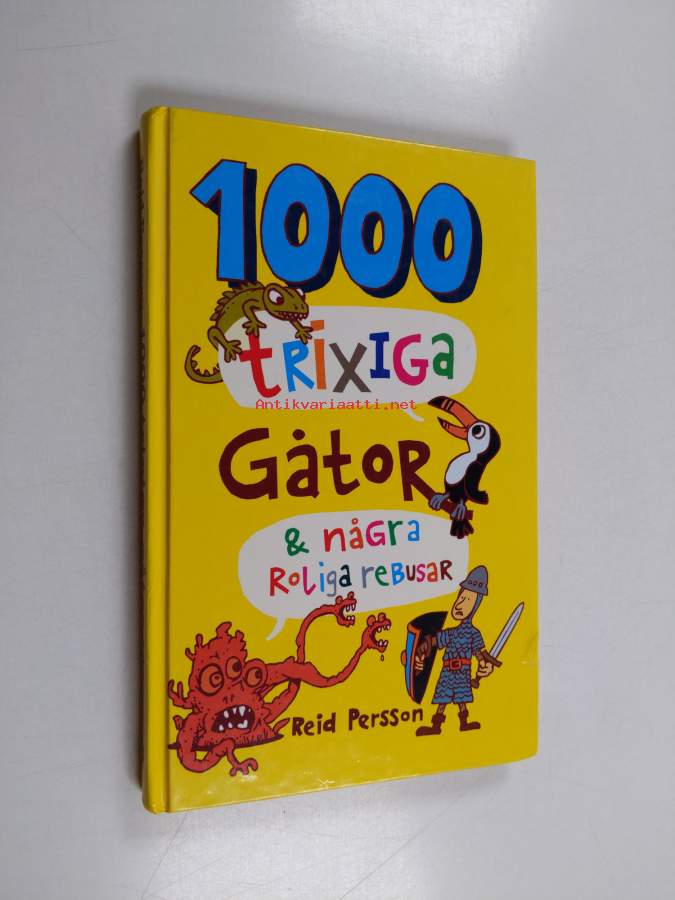 1000
trixiga
Antikvariaatti.net
Gåtor
& några
Roliga rebusar
Reid Persson